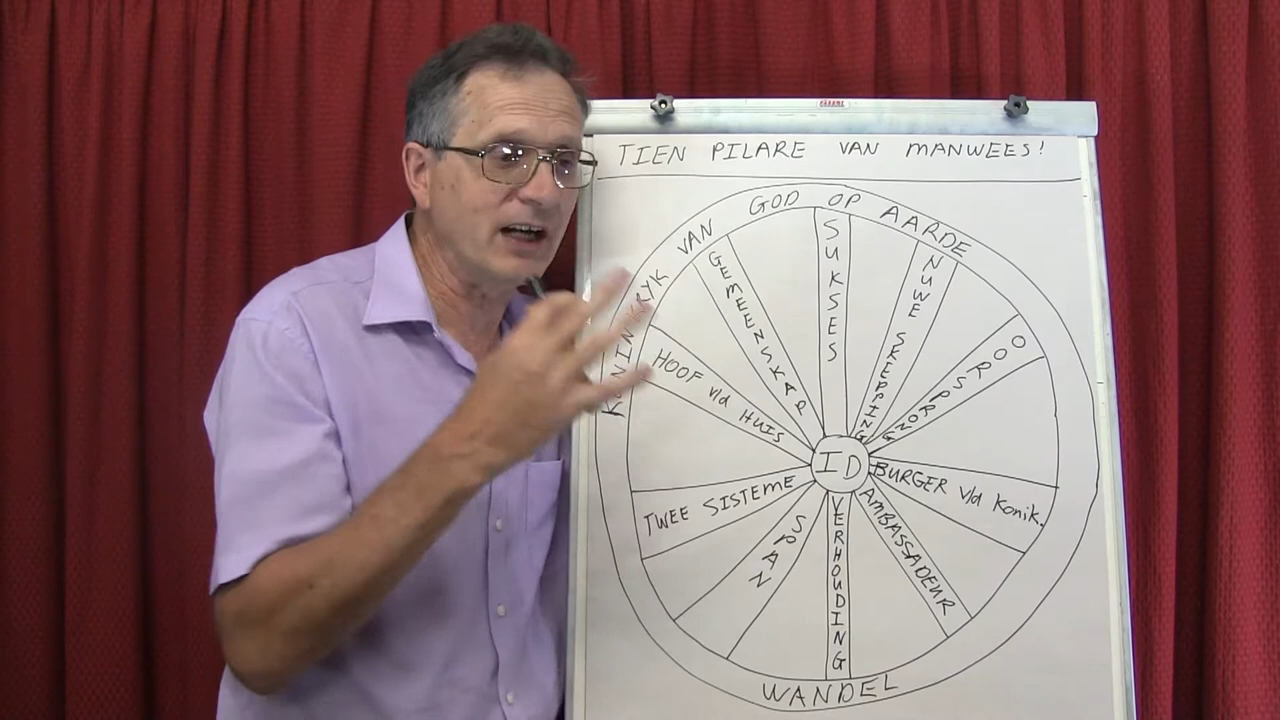 TIEN PILARE VAN MANWEES!
KONINKRYK VAN GOD OP AARDE
SUKSES
NUWE SKEPPING
OORSPRONG
BURGER v/d Konik.
AMBASSADEUR
VERHOUDING
SPAN
TWEE SISTEME
HOOF v/d HUIS
GEMEENSKAP
ID
WANDEL